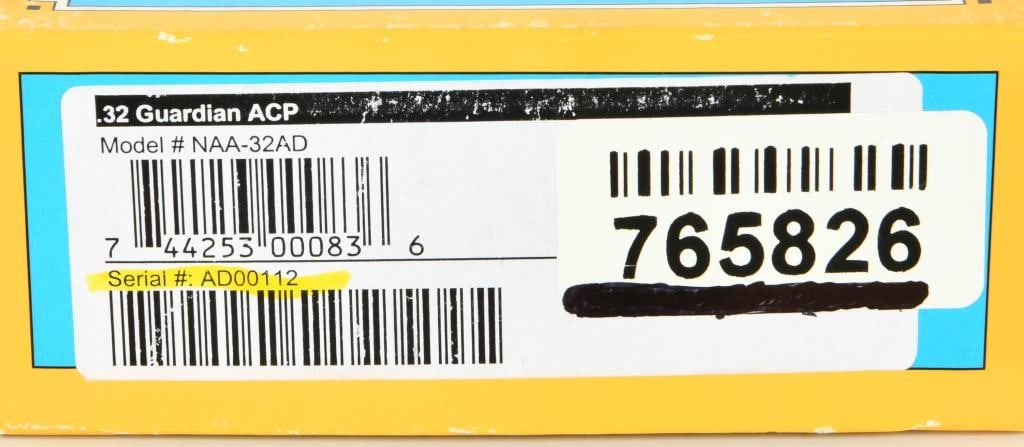 .32 Guardian ACP
Model # NAA-32AD
7 44253 00083 6
Serial #: AD00112
765826